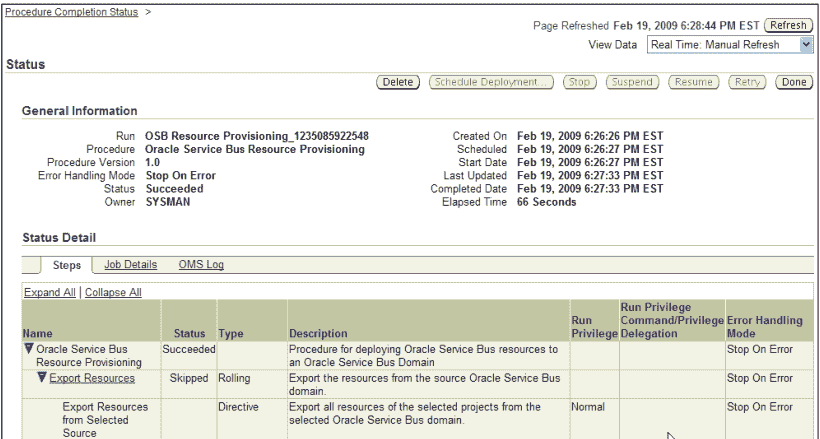 Procedure Completion Status >
Page Refreshed Feb 19, 2009 6:28:44 PM EST Refresh
View Data Real Time: Manual Refresh
Status
Delete Schedule Deployment... Stop Suspend Resume Retry Done
General Information
Run OSB Resource Provisioning_1235085922548 Created On Feb 19, 2009 6:26:26 PM EST
Procedure Oracle Service Bus Resource Provisioning Scheduled Feb 19, 2009 6:26:27 PM EST
Procedure Version 1.0 Start Date Feb 19, 2009 6:26:27 PM EST
Error Handling Mode Stop On Error Last Updated Feb 19, 2009 6:27:33 PM EST
Status Succeeded Completed Date Feb 19, 2009 6:27:33 PM EST
Owner SYSMAN Elapsed Time 66 Seconds
Status Detail
Steps Job Details OMS Log
Expand All | Collapse All
Run Privilege
Run Command/Privilege Error Handling
Name Status Type Description Privilege Delegation Mode
Oracle Service Bus Succeeded Procedure for deploying Oracle Service Bus resources to Stop On Error
Resource Provisioning an Oracle Service Bus Domain
Export Resources Skipped Rolling Export the resources from the source Oracle Service Bus Stop On Error
domain.
Export Resources Directive Export all resources of the selected projects from the Normal Stop On Error
from Selected selected Oracle Service Bus domain.
Source